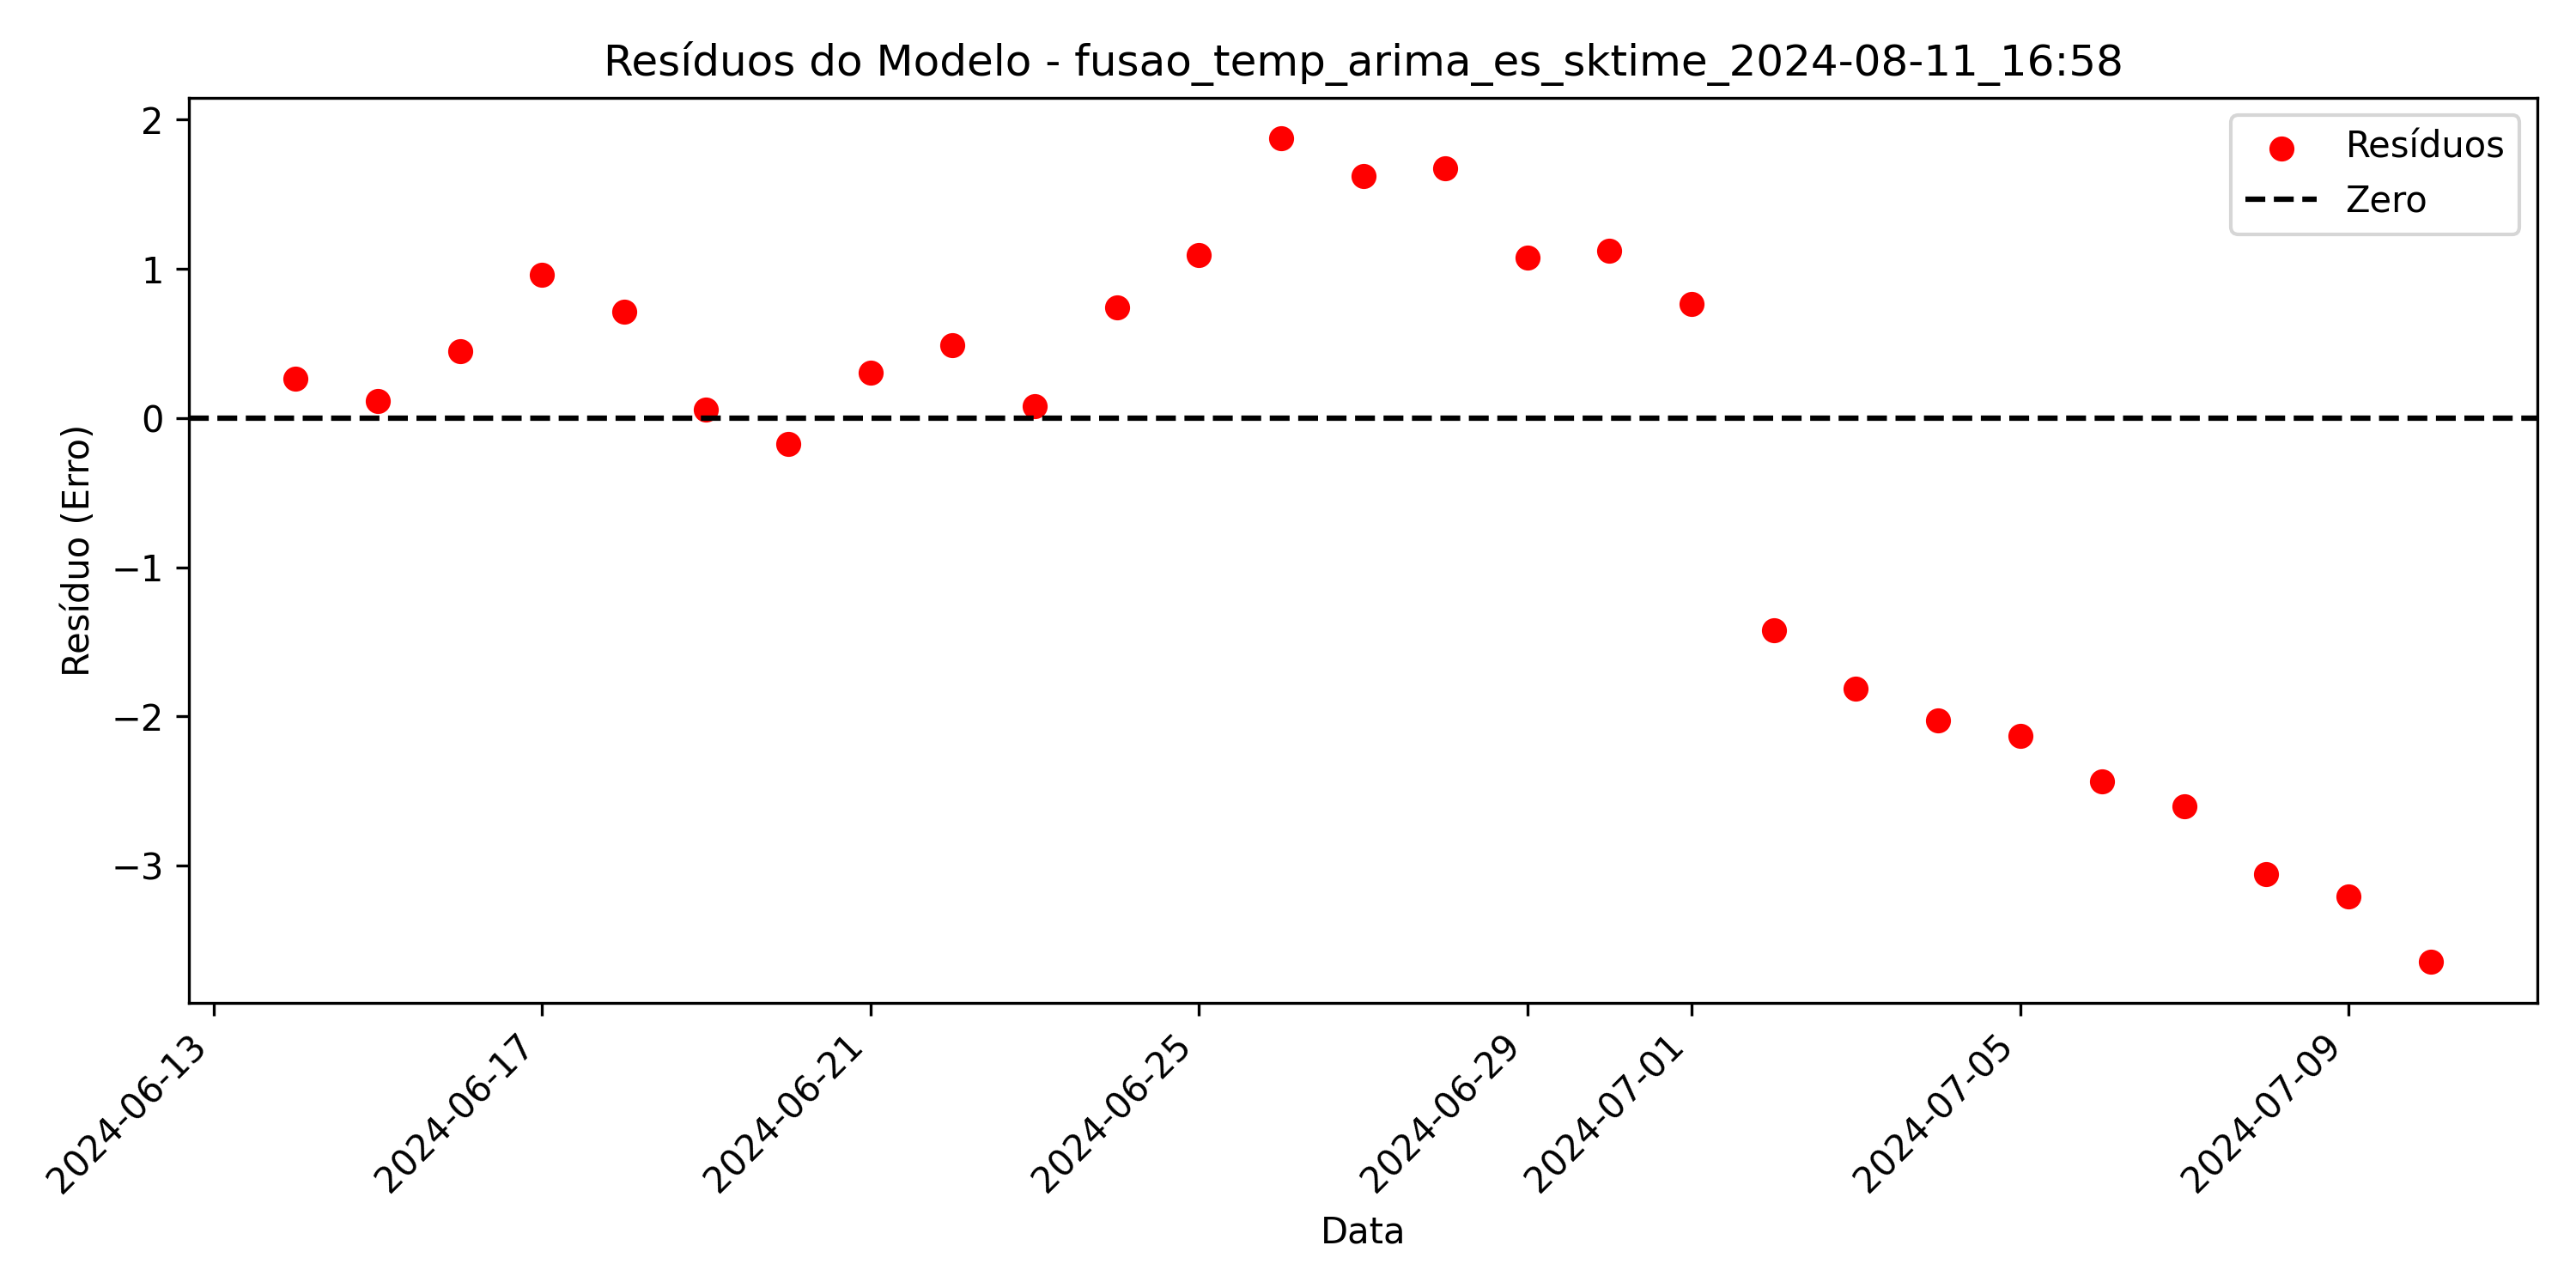 Resíduos do Modelo - fusao_temp_arima_es_sktime_2024-08-11_16:58
Resíduos
Zero
Resíduo (Erro)
2
1
0
−1
−2
−3
2024-06-13
2024-06-17
2024-06-21
2024-06-25
2024-06-29
2024-07-01
2024-07-05
2024-07-09
Data